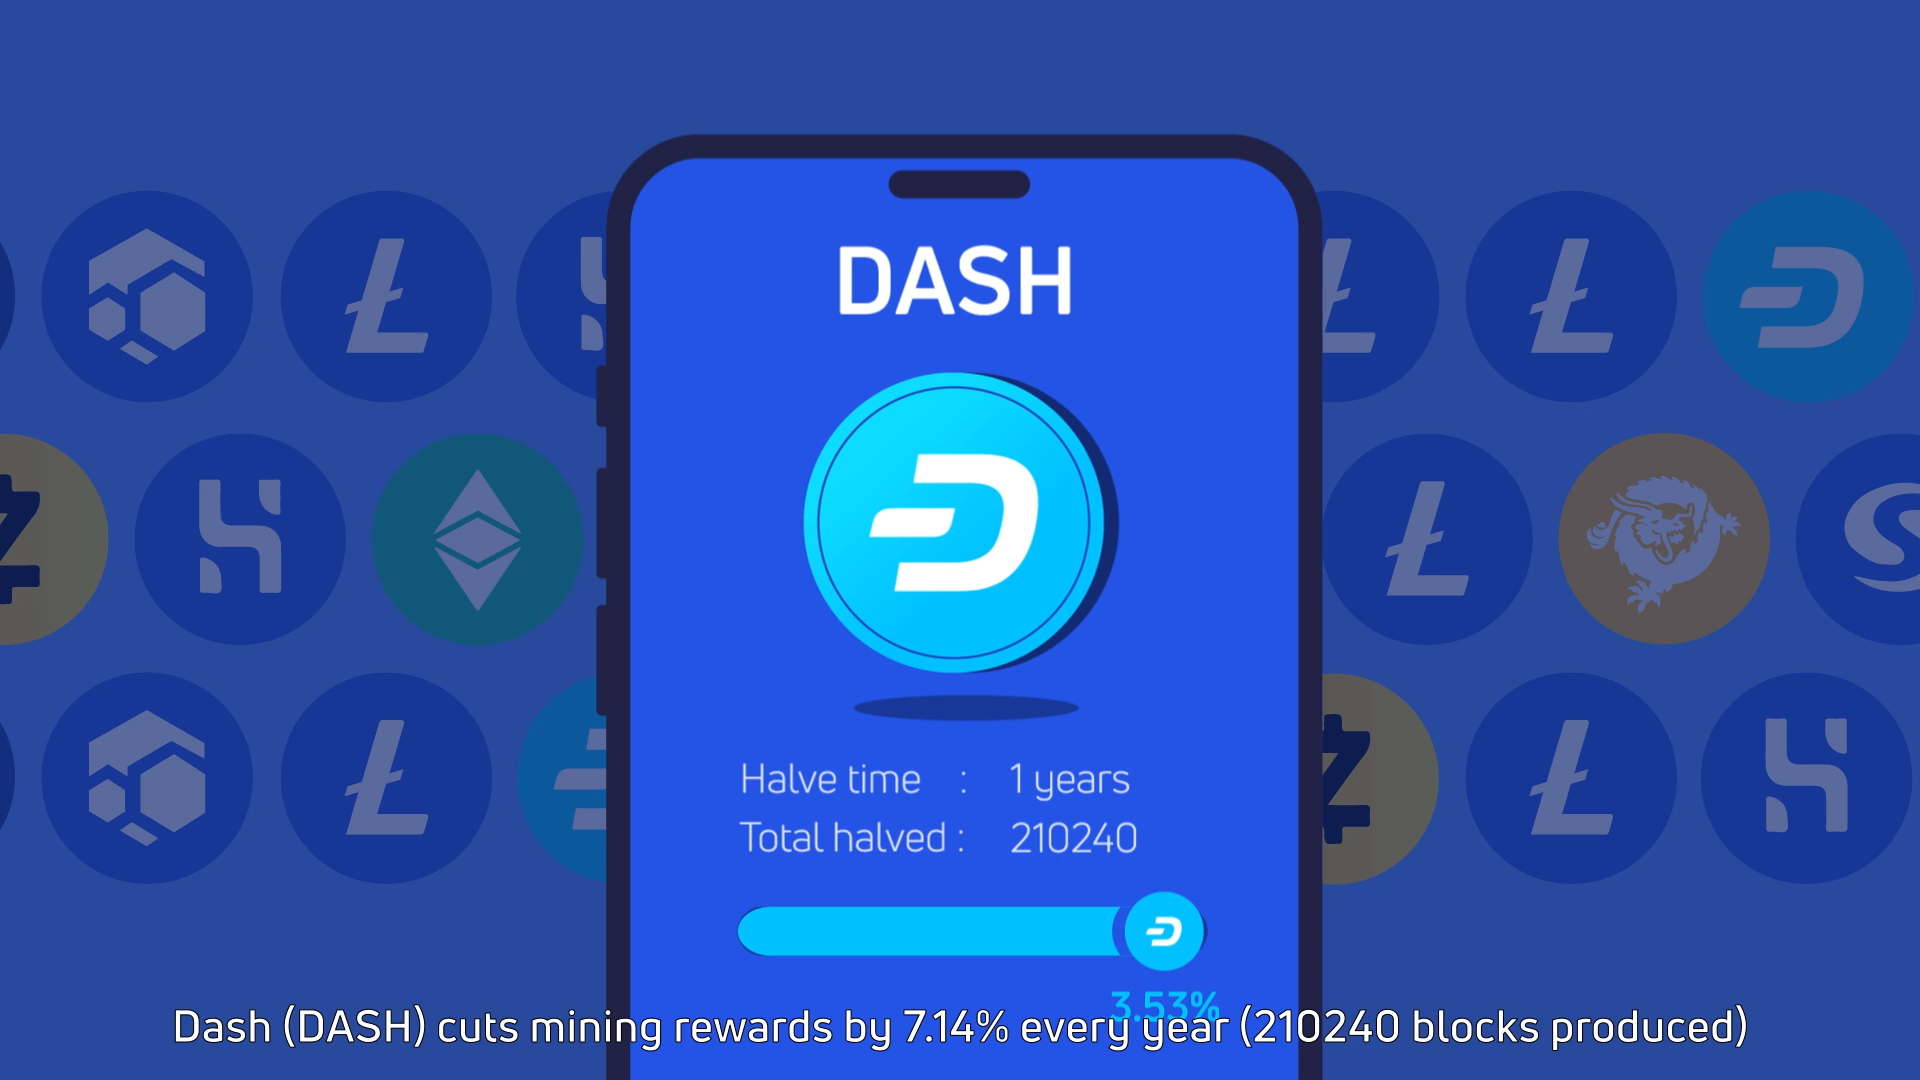 DASH
Halve time : 1 years
Total halved : 210240
3.53%
Dash (DASH) cuts mining rewards by 7.14% every year (210240 blocks produced)